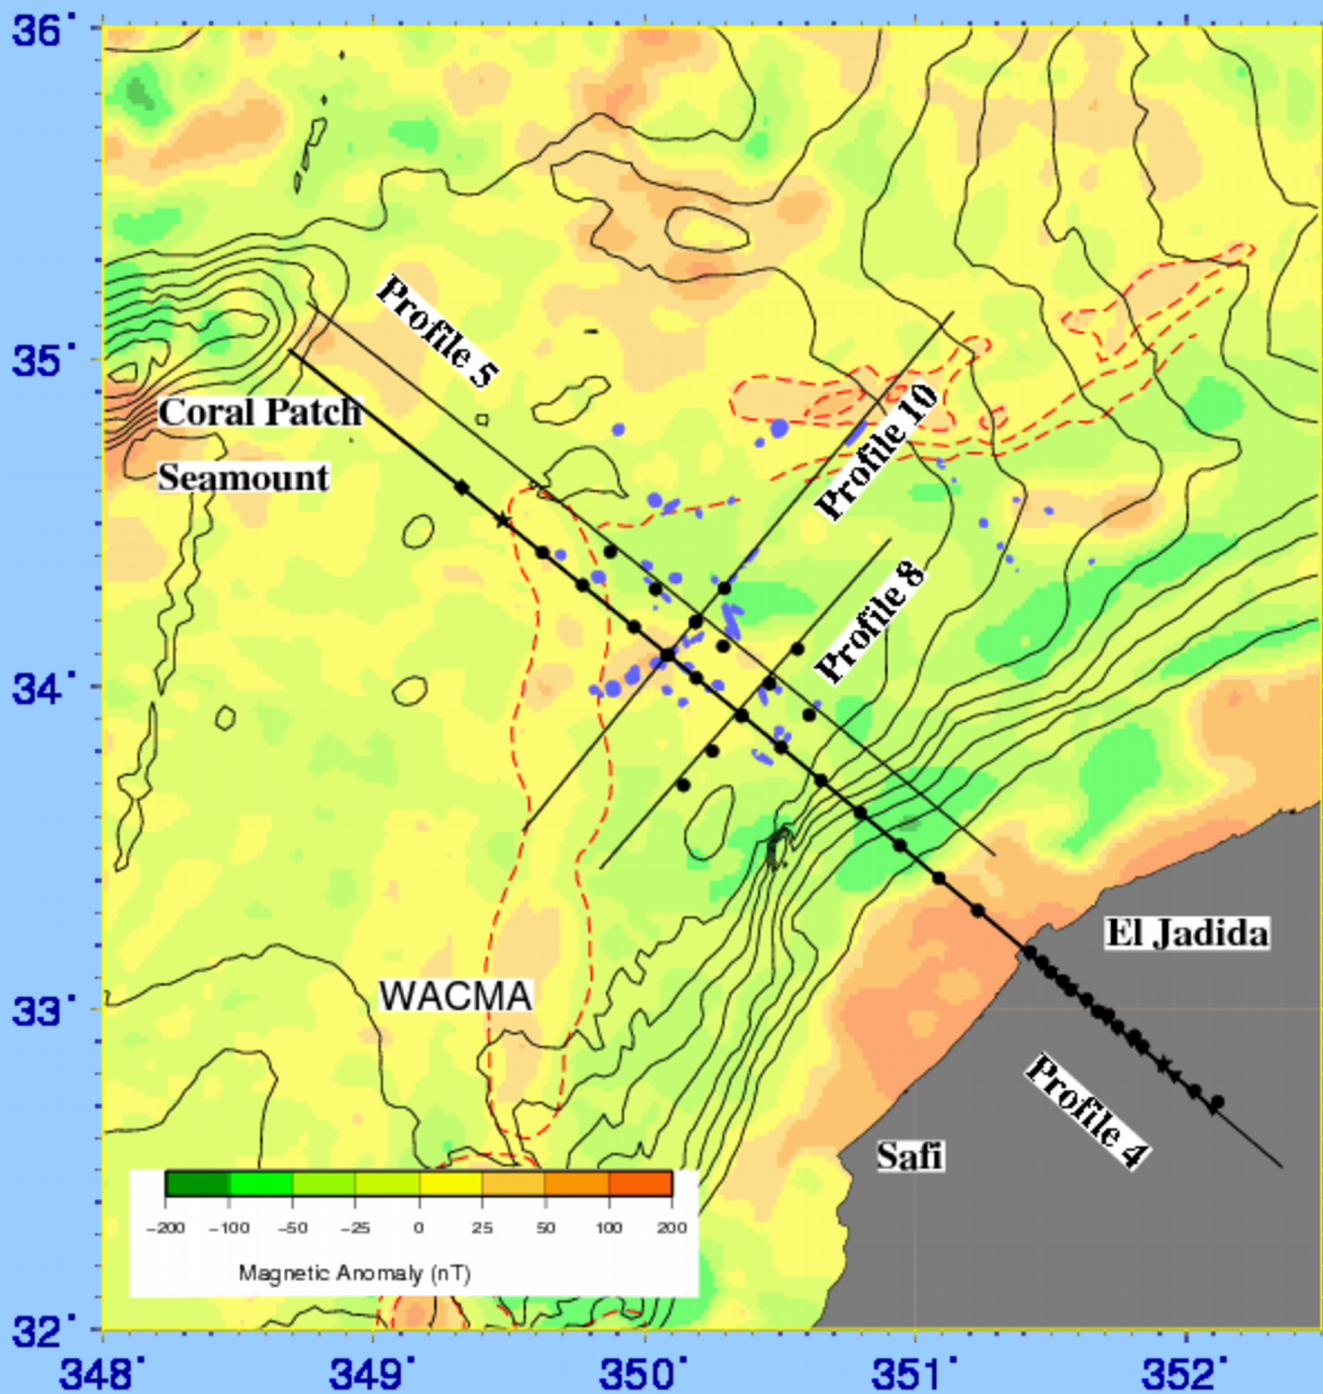 36°
Profile 5
35°
Coral Patch
Seamount
Profile 10
Profile 8
34°
El Jadida
WACMA
33°
Profile 4
Safi
−200 −100 −50 −25 0 25 50 100 200
Magnetic Anomaly (nT)
32°
348° 349° 350° 351° 352°